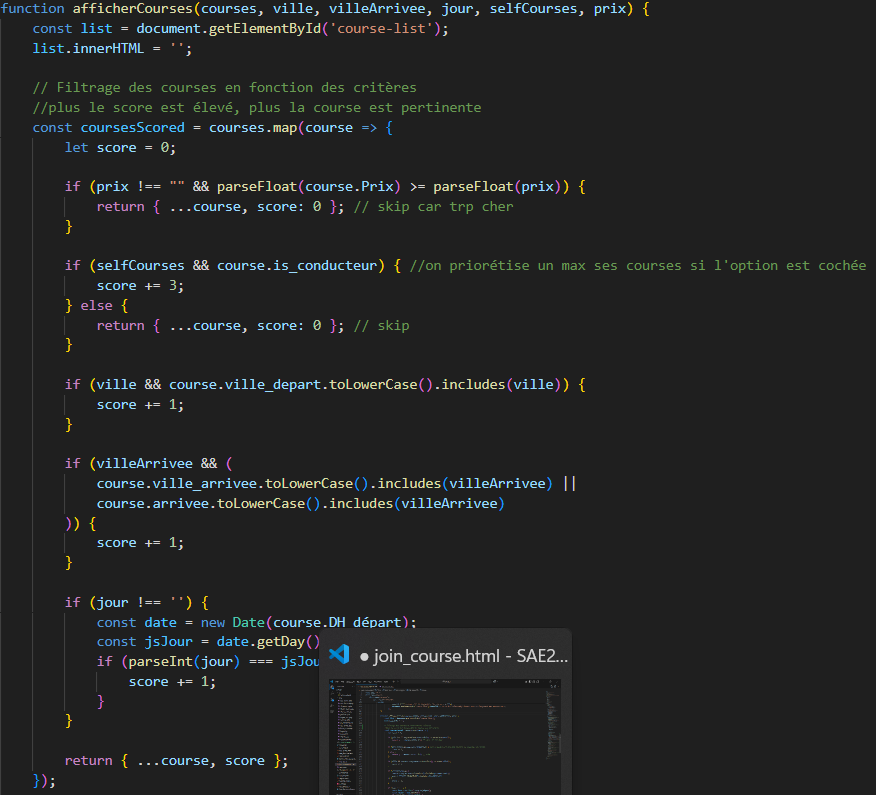 function afficherCourses(courses, ville, villeArrivee, jour, selfCourses, prix) {
    const list = document.getElementById('course-list');
    list.innerHTML = '';
    // Filtrage des courses en fonction des critères
    //plus le score est élevé, plus la course est pertinente
    const coursesScored = courses.map(course => {
        let score = 0;
        if (prix !== "" && parseFloat(course.Prix) >= parseFloat(prix)) {
            return { ...course, score: 0 }; // skip car trp cher
        }
        if (selfCourses && course.is_conducteur) { //on priorétise un max ses courses si l'option est cochée
            score += 3;
        } else {
            return { ...course, score: 0 }; // skip
        }
        if (ville && course.ville_depart.toLowerCase().includes(ville)) {
            score += 1;
        }
        if (villeArrivee && (
            course.ville_arrivee.toLowerCase().includes(villeArrivee) ||
            course.arrivee.toLowerCase().includes(villeArrivee)
        )) {
            score += 1;
        }
        if (jour !== '') {
            const date = new Date(course.DH_départ);
            const jsJour = date.getDay()
            if (parseInt(jour) === jsJou
                score += 1;
            }
        }
        return { ...course, score };
    });
● join_course.html - SAE2...